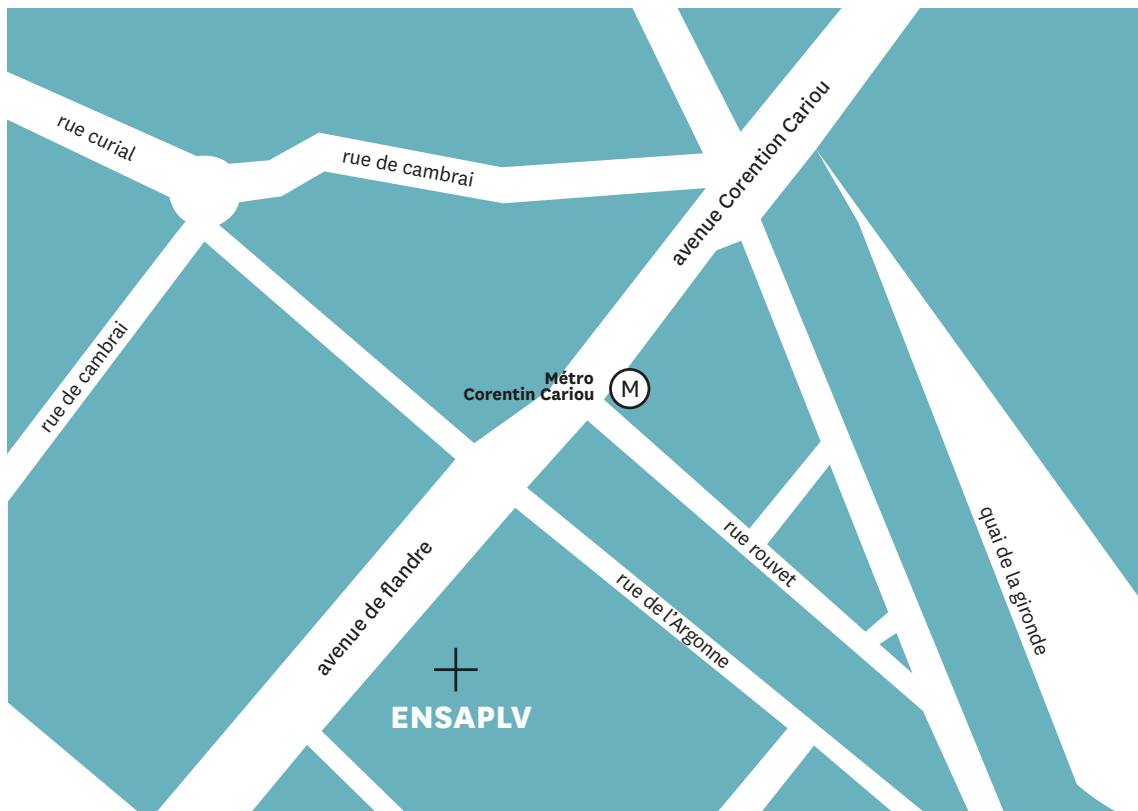 rue curial
rue de cambrai
avenue Corention Cariou
rue de cambrai
Métro
Corentin Cariou
M
rue rouvet
quai de la gironde
avenue de flandre
rue de l'Argonne
ENSAPLV